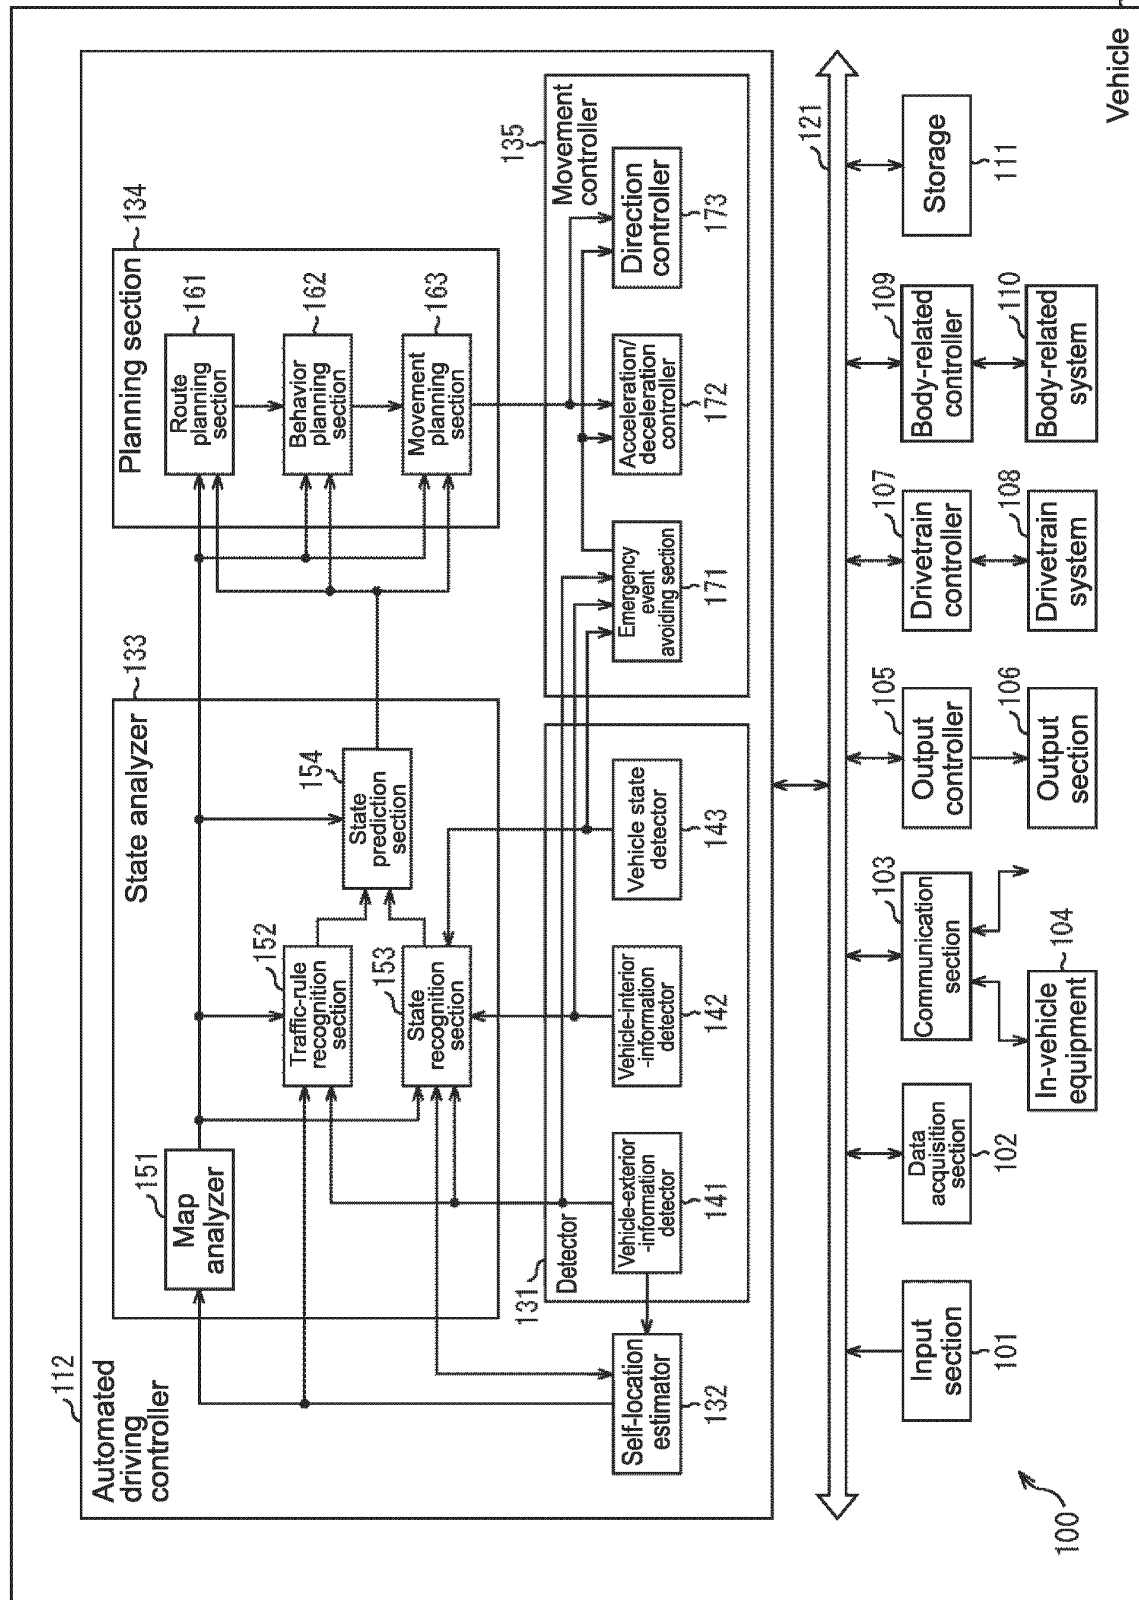 Vehicle
100
112
Automated
driving
controller
133
State analyzer
151
Map
analyzer
152
Traffic-rule
recognition
section
153
State
recognition
section
154
State
prediction
section
134
Planning section
161
Route
planning
section
162
Behavior
planning
section
163
Movement
planning
section
132
Self-location
estimator
131
Detector
141
Vehicle-exterior
-information
detector
142
Vehicle-interior
-information
detector
143
Vehicle state
detector
135
Movement
controller
171
Emergency
event
avoiding section
172
Acceleration/
deceleration
controller
173
Direction
controller
121
101
Input
section
102
Data
acquisition
section
103
Communication
section
104
In-vehicle
equipment
105
Output
controller
106
Output
section
107
Drivetrain
controller
108
Drivetrain
system
109
Body-related
controller
110
Body-related
system
111
Storage